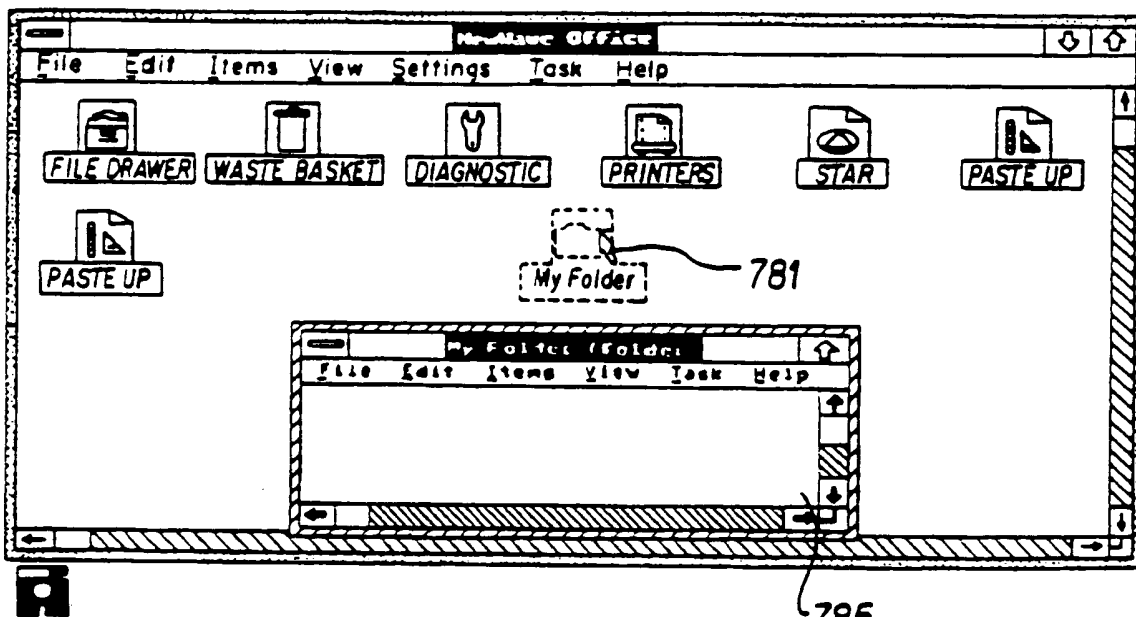 NewWave Office
File Edit Items View Settings Task Help
FILE DRAWER WASTE BASKET DIAGNOSTIC PRINTERS STAR PASTE UP
PASTE UP My Folder 781
My Folder (Folder
File Edit Items View Task Help